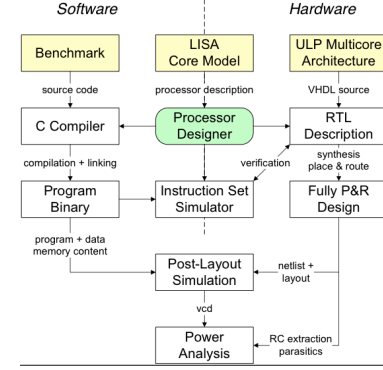 Software
Hardware
Benchmark
LISA
Core Model
ULP Multicore
Architecture
source code
processor description
VHDL source
C Compiler
Processor
Designer
RTL
Description
compilation + linking
verification
synthesis
place & route
Program
Binary
Instruction Set
Simulator
Fully P&R
Design
program + data
memory content
Post-Layout
Simulation
netlist +
layout
vcd
Power
Analysis
RC extraction
parasitics